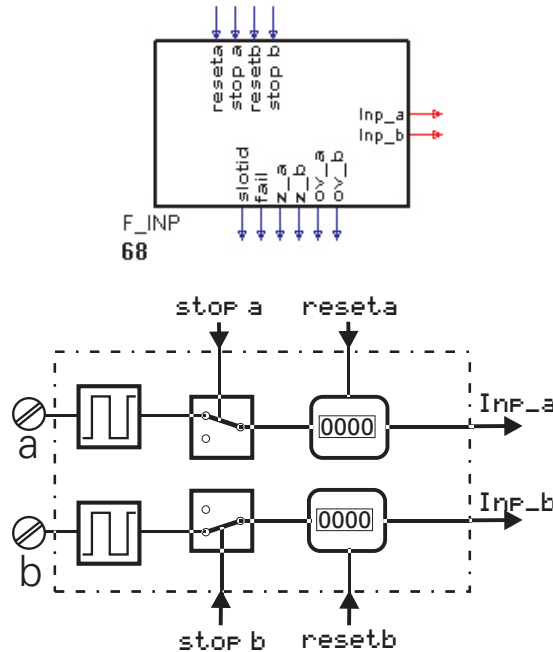 reseta
stop a
resetb
stop b
Inp_a
Inp_b
slotid
fail
z_a
z_b
ov_a
ov_b
F_INP
68
stop a reseta
Inp_a
0000
a
Inp_b
0000
b
stop b resetb